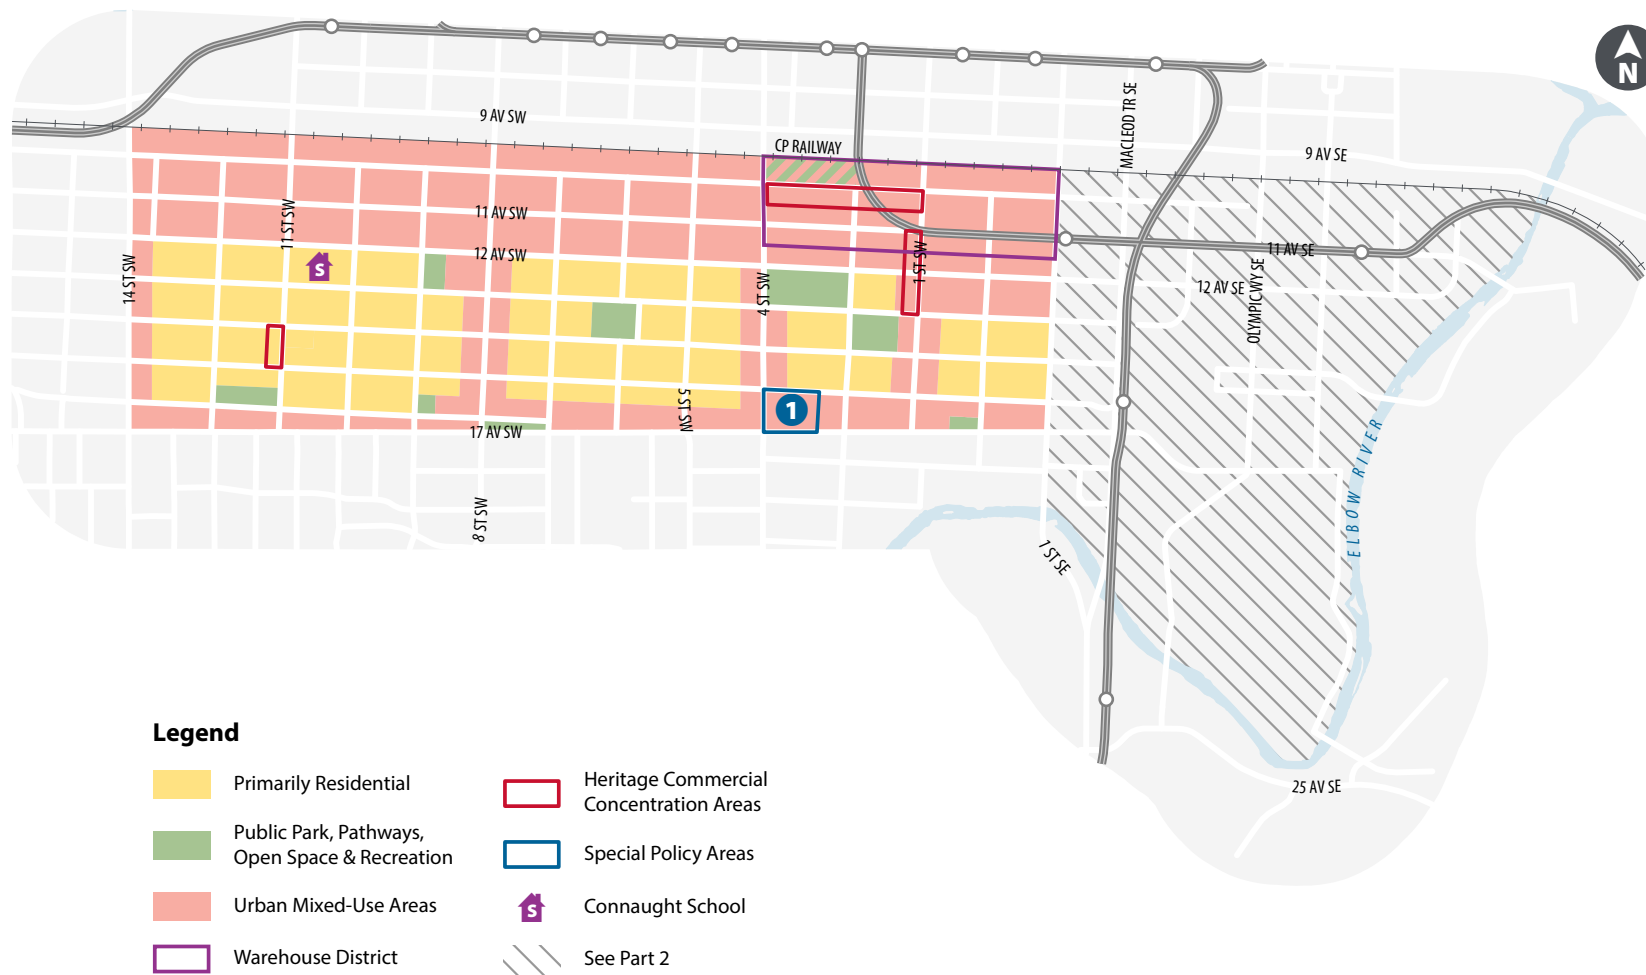 N
9 AV SW
MACLEOD TR SE
CP RAILWAY
9 AV SE
11 ST SW
11 AV SW
12 AV SW
14 ST SW
S
4 ST SW
1 ST SW
11 AV SE
12 AV SE
OLYMPIC WY SE
5 ST SW
1
17 AV SW
ELBOW RIVER
8 ST SW
1 ST SE
25 AV SE
Legend
Primarily Residential
Public Park, Pathways,
Open Space & Recreation
Urban Mixed-Use Areas
Warehouse District
Heritage Commercial
Concentration Areas
Special Policy Areas
S
Connaught School
See Part 2